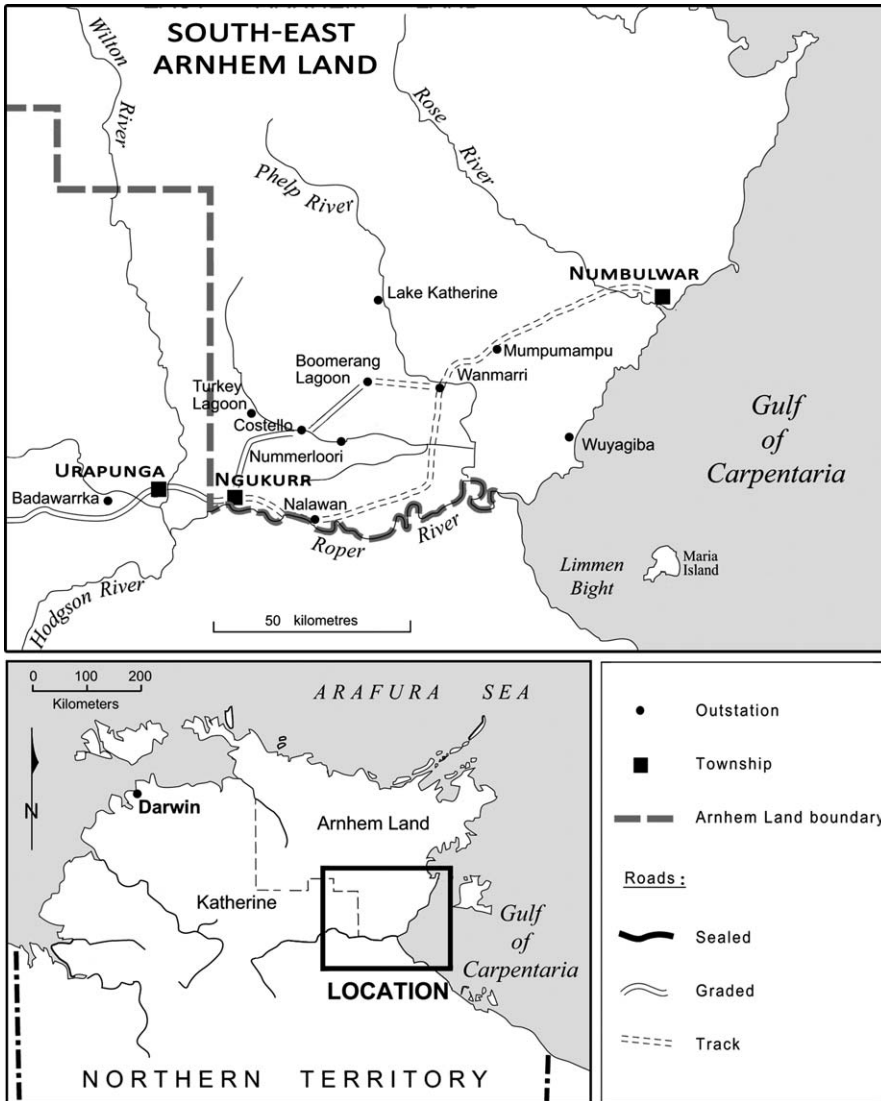 SOUTH-EAST
ARNHEM LAND
Wilton
River
Rose
River
Phelp River
NUMBULWAR
Lake Katherine
Mumpumampu
Boomerang
Lagoon
Wanmarri
Turkey
Lagoon
Costello
Nummerloori
Wuyagiba
Gulf
of
Carpentaria
URAPUNGA
Badawarrka
NGUKURR
Nalawan
Roper River
Hodgson River
Limmen
Bight
Maria
Island
50 kilometres
0 100 200
Kilometers
ARAFURA SEA
N
Darwin
Arnhem Land
Katherine
Gulf
of
Carpentaria
LOCATION
NORTHERN TERRITORY
Outstation
Township
Arnhem Land boundary
Roads :
Sealed
Graded
Track